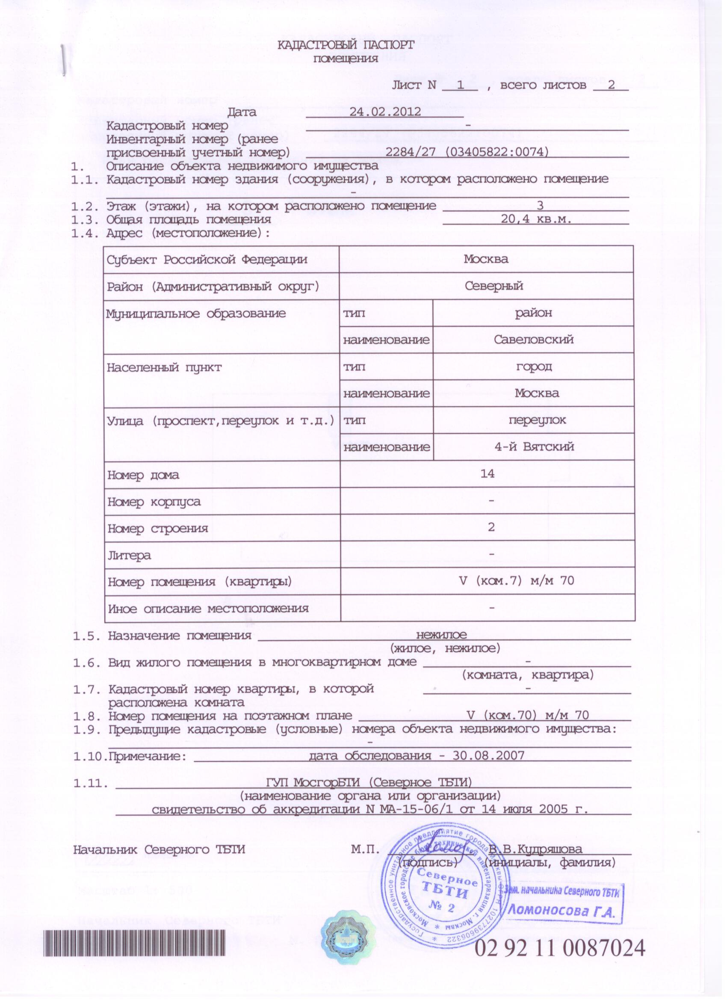 КАДАСТРОВЫЙ ПАСПОРТ
помещения
Лист N 1 , всего листов 2
Дата 24.02.2012
Кадастровый номер -
Инвентарный номер (ранее
присвоенный учетный номер) 2284/27 (03405822:0074)
1. Описание объекта недвижимого имущества
1.1. Кадастровый номер здания (сооружения), в котором расположено помещение
-
1.2. Этаж (этажи), на котором расположено помещение 3
1.3. Общая площадь помещения 20,4 кв.м.
1.4. Адрес (местоположение):
Субъект Российской Федерации Москва
Район (Административный округ) Северный
Муниципальное образование тип район
наименование Савеловский
Населенный пункт тип город
наименование Москва
Улица (проспект,переулок и т.д.) тип переулок
наименование 4-й Вятский
Номер дома 14
Номер корпуса -
Номер строения 2
Литера -
Номер помещения (квартиры) V (ком.7) м/м 70
Иное описание местоположения -
1.5. Назначение помещения нежилое
(жилое, нежилое)
1.6. Вид жилого помещения в многоквартирном доме -
(комната, квартира)
1.7. Кадастровый номер квартиры, в которой -
расположена комната
1.8. Номер помещения на поэтажном плане V (ком.70) м/м 70
1.9. Предыдущие кадастровые (условные) номера объекта недвижимого имущества:
-
1.10.Примечание: дата обследования - 30.08.2007
1.11. ГУП МосгорБТИ (Северное ТБТИ)
(наименование органа или организации)
свидетельство об аккредитации N МА-15-06/1 от 14 июля 2005 г.
Начальник Северного ТБТИ М.П. В.В.Кудряшова
(подпись) (инициалы, фамилия)
Государственное унитарное предприятие города Москвы ОГРН 1027739606322
Московское городское бюро технической инвентаризации г. Москвы
Северное
ТБТИ
№ 2
Зам. начальника Северного ТБТИ
Ломоносова Г.А.
02 92 11 0087024